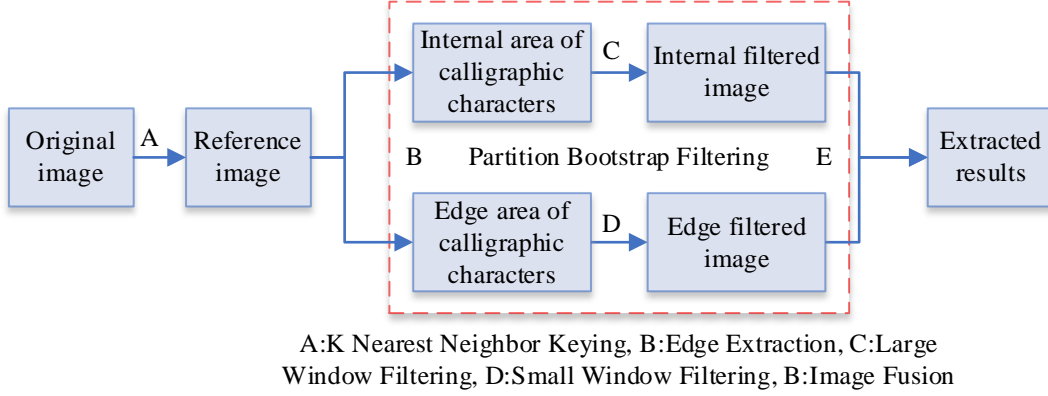 Original
image
A
Reference
image
Internal area of
calligraphic
characters
C
Internal filtered
image
B
Partition Bootstrap Filtering
E
Edge area of
calligraphic
characters
D
Edge filtered
image
Extracted
results
A:K Nearest Neighbor Keying, B:Edge Extraction, C:Large
Window Filtering, D:Small Window Filtering, B:Image Fusion